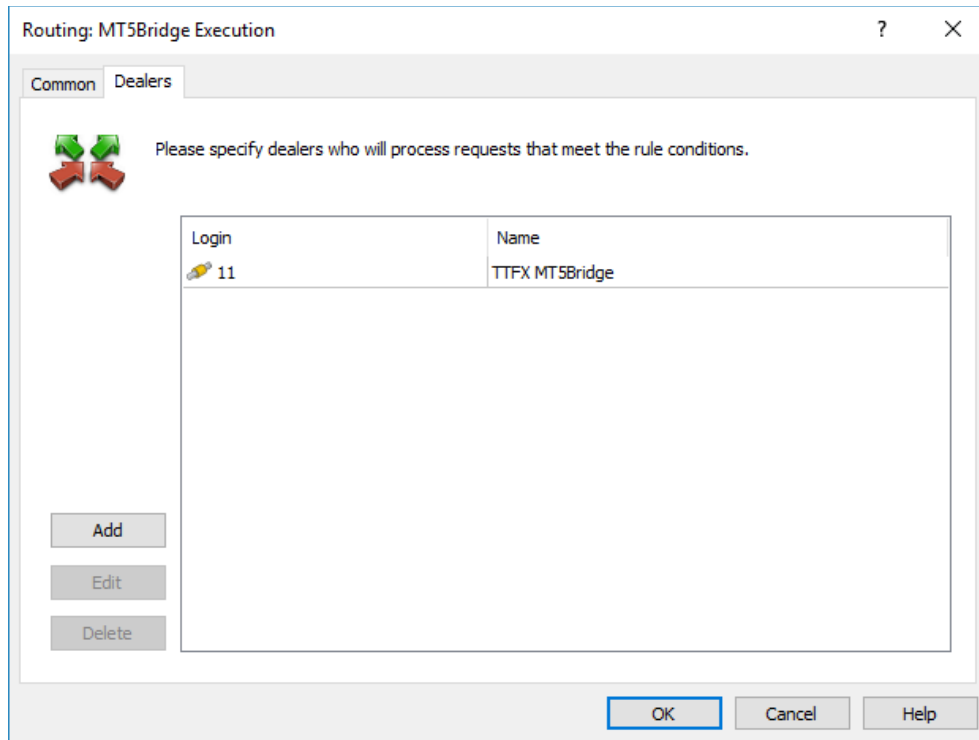 Routing: MT5Bridge Execution
?
Common Dealers
Please specify dealers who will process requests that meet the rule conditions.
Login Name
11 TTFX MT5Bridge
Add
Edit
Delete
OK Cancel Help